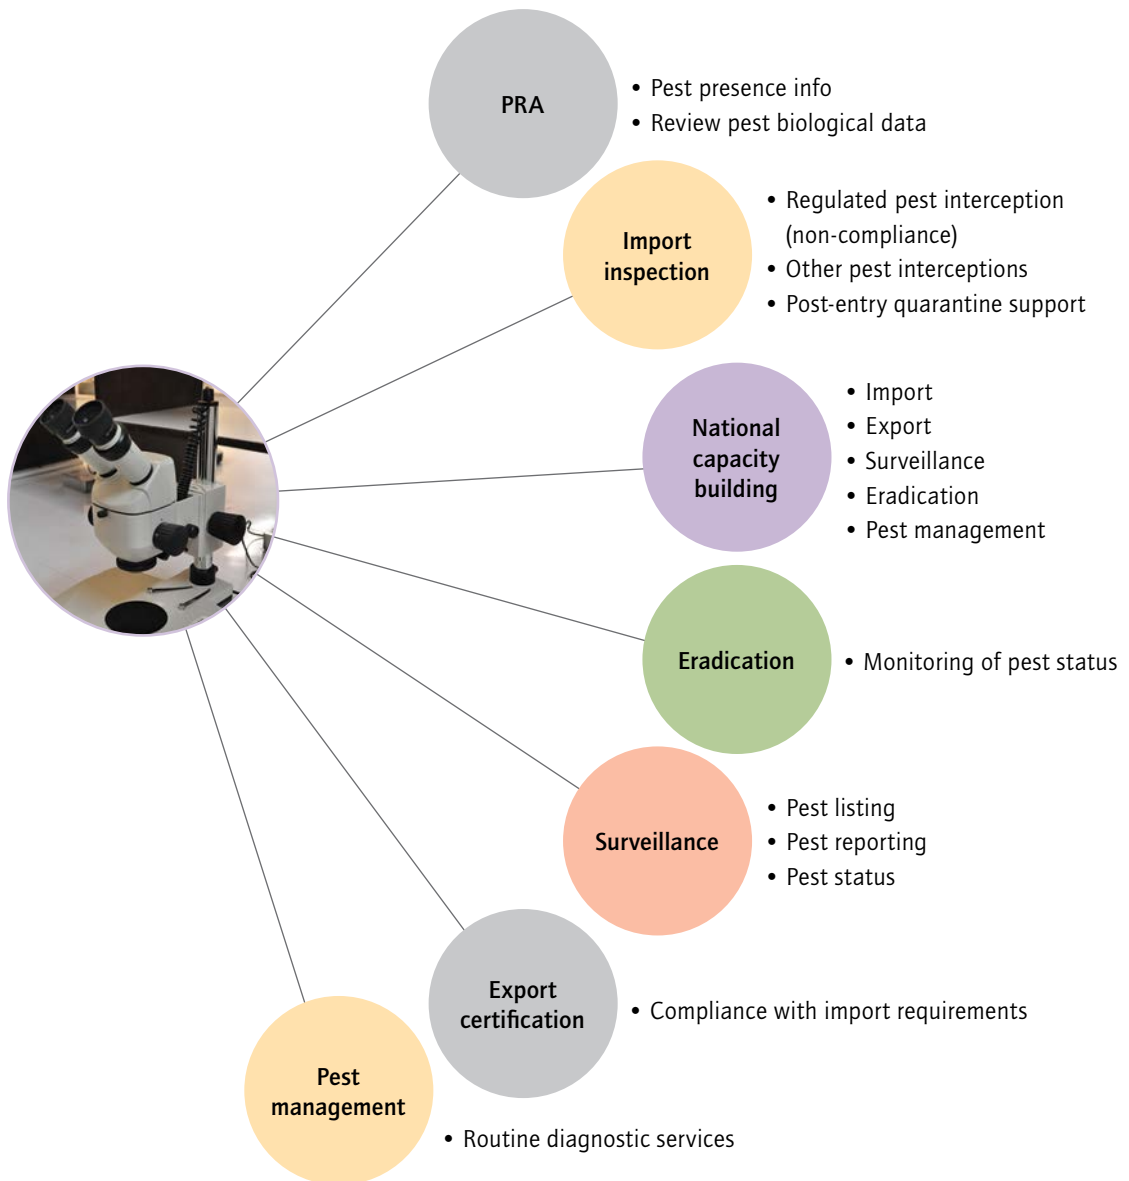 PRA
• Pest presence info
• Review pest biological data
Import
inspection
• Regulated pest interception
(non-compliance)
• Other pest interceptions
• Post-entry quarantine support
National
capacity
building
• Import
• Export
• Surveillance
• Eradication
• Pest management
Eradication
• Monitoring of pest status
Surveillance
• Pest listing
• Pest reporting
• Pest status
Export
certification
• Compliance with import requirements
Pest
management
• Routine diagnostic services